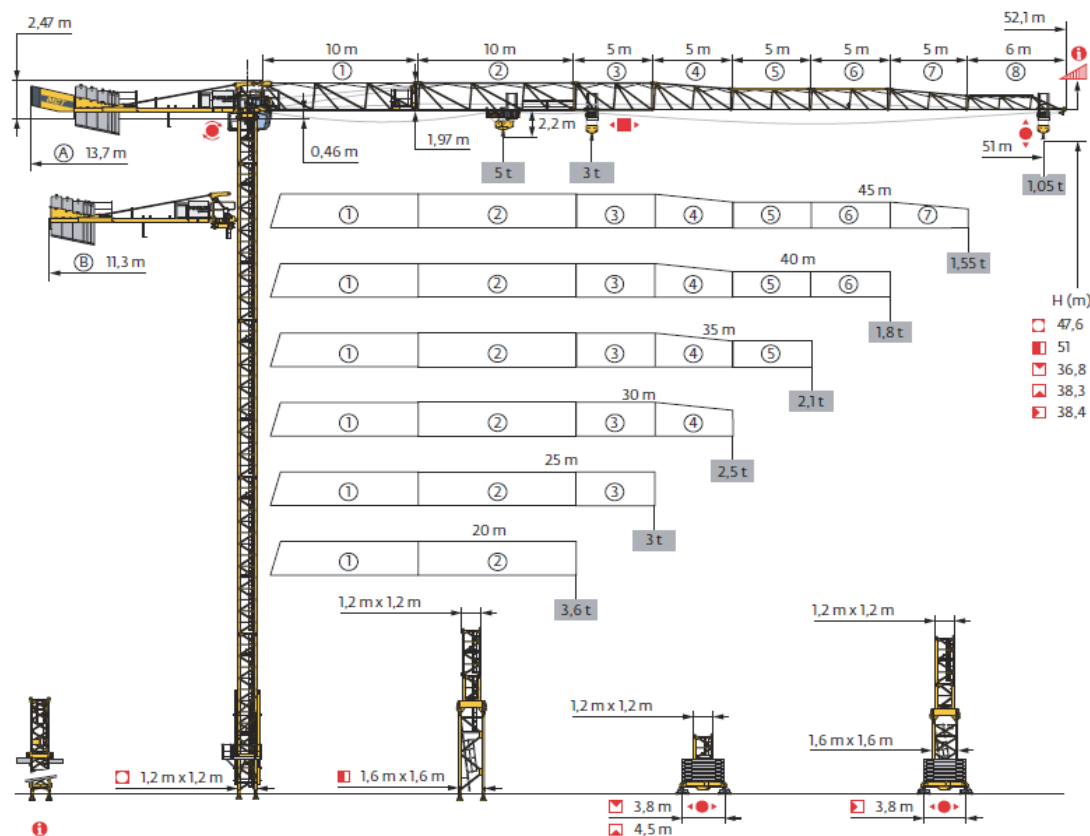 2,47 m
52,1 m
10 m 10 m 5 m 5 m 5 m 5 m 5 m 6 m
① ② ③ ④ ⑤ ⑥ ⑦ ⑧
i
MCT
Ⓐ 13,7 m
0,46 m
1,97 m
2,2 m
5 t
3 t
51 m
1,05 t
45 m
① ② ③ ④ ⑤ ⑥ ⑦
1,55 t
Ⓑ 11,3 m
40 m
① ② ③ ④ ⑤ ⑥
1,8 t
H (m)
47,6
51
36,8
38,3
38,4
35 m
① ② ③ ④ ⑤
2,1 t
30 m
① ② ③ ④
2,5 t
25 m
① ② ③
3 t
20 m
① ②
3,6 t
1,2 m x 1,2 m
1,2 m x 1,2 m
1,2 m x 1,2 m
1,6 m x 1,6 m
1,2 m x 1,2 m
1,6 m x 1,6 m
3,8 m
4,5 m
3,8 m
i